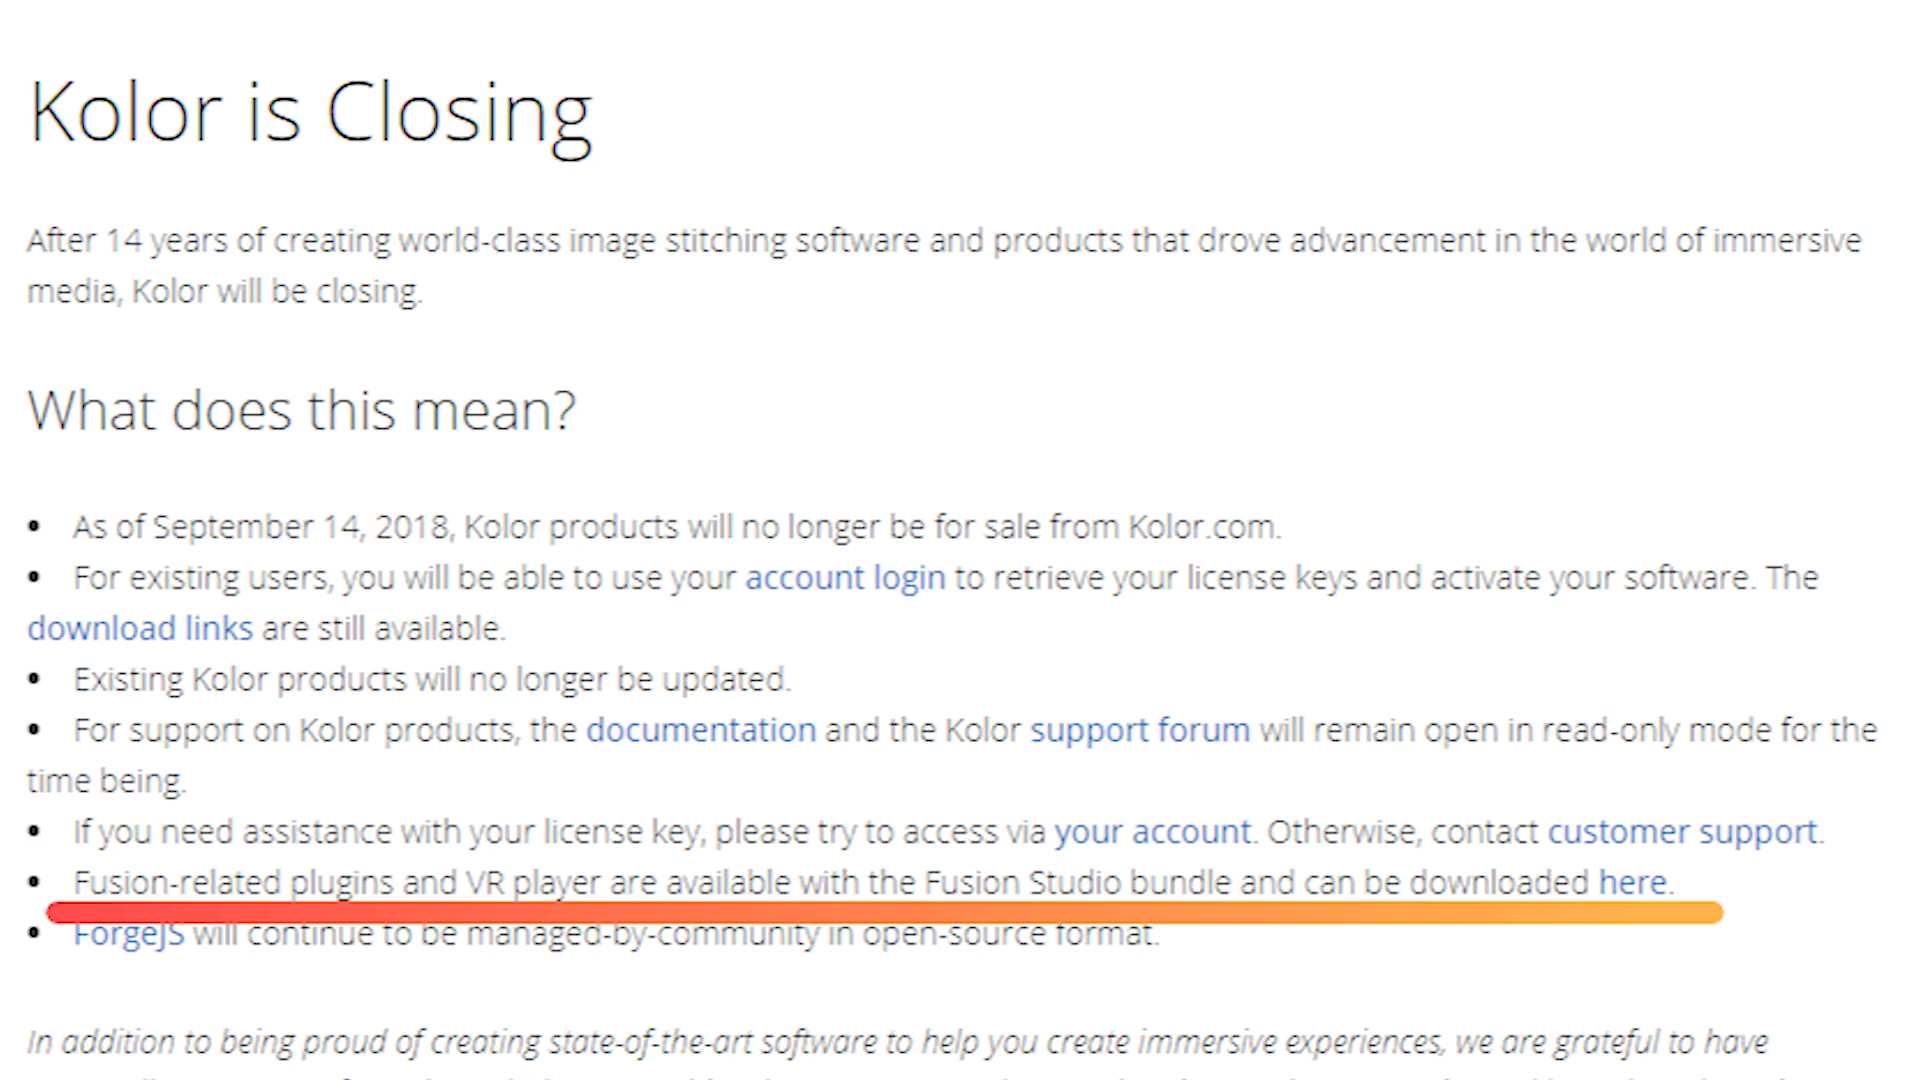 Kolor is Closing
After 14 years of creating world-class image stitching software and products that drove advancement in the world of immersive
media, Kolor will be closing.
What does this mean?
• As of September 14, 2018, Kolor products will no longer be for sale from Kolor.com.
• For existing users, you will be able to use your account login to retrieve your license keys and activate your software. The
download links are still available.
• Existing Kolor products will no longer be updated.
• For support on Kolor products, the documentation and the Kolor support forum will remain open in read-only mode for the
time being.
• If you need assistance with your license key, please try to access via your account. Otherwise, contact customer support.
• Fusion-related plugins and VR player are available with the Fusion Studio bundle and can be downloaded here.
• ForgeJS will continue to be managed-by-community in open-source format.
In addition to being proud of creating state-of-the-art software to help you create immersive experiences, we are grateful to have